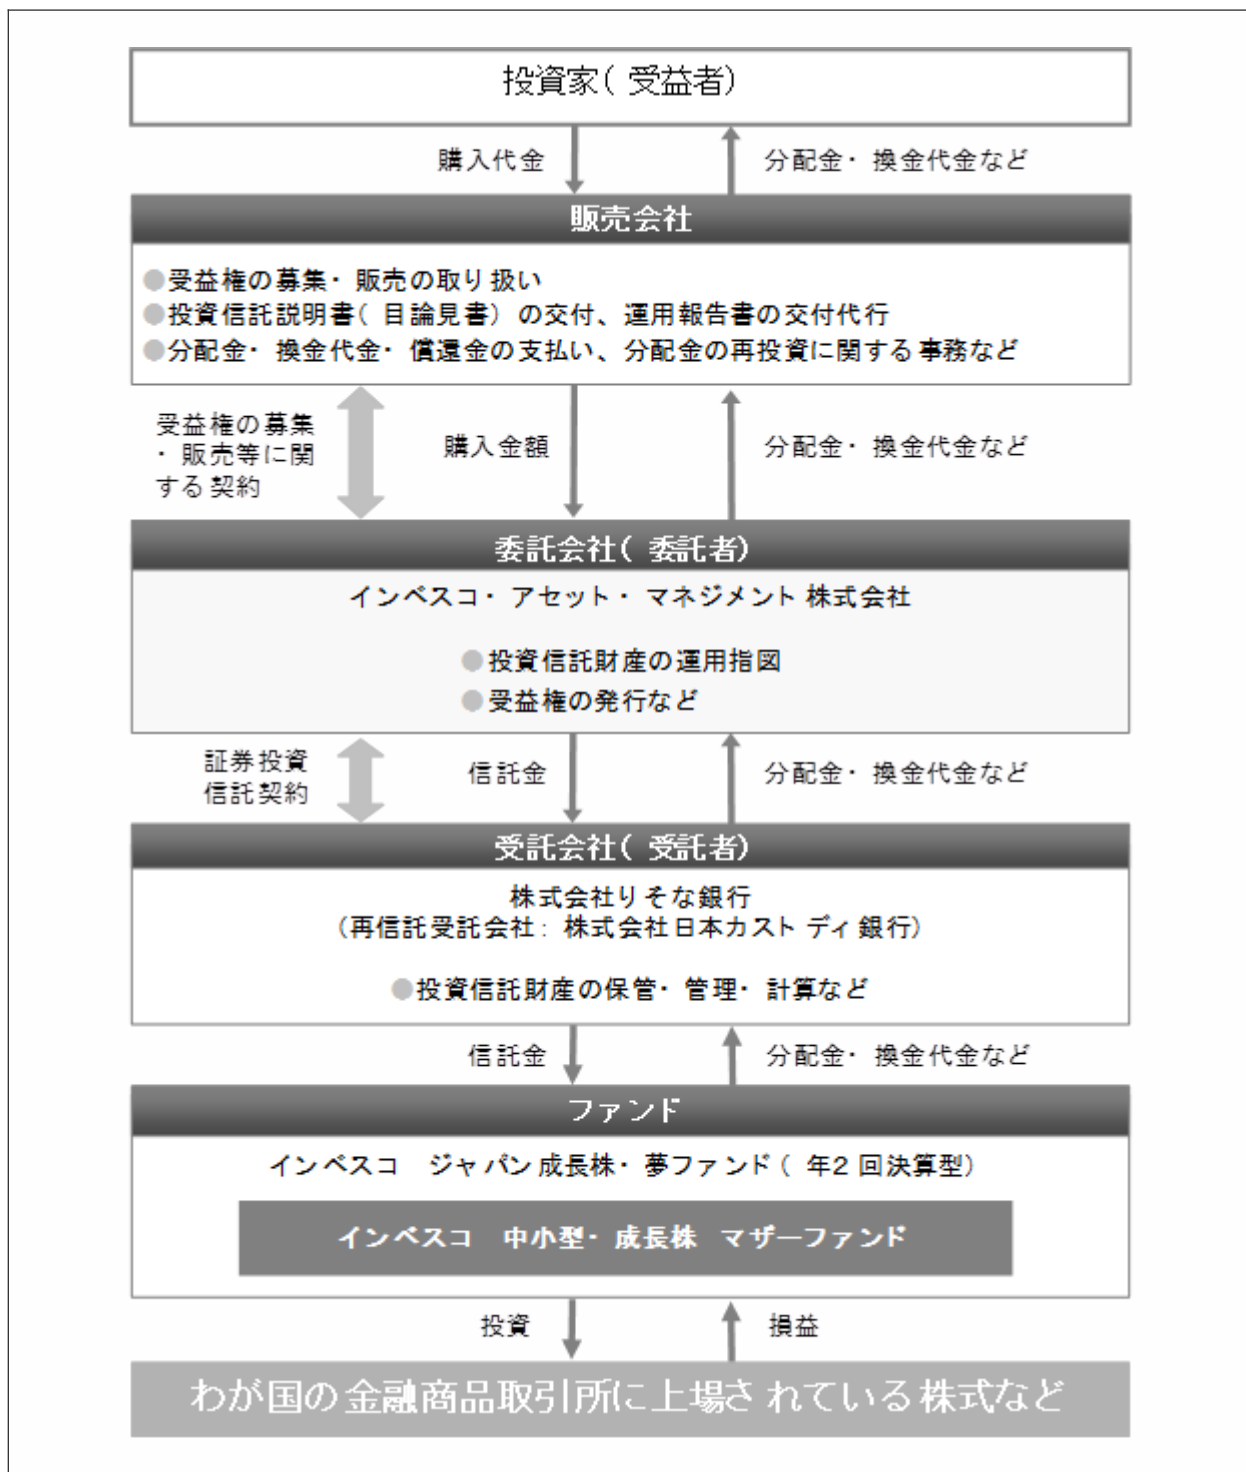 投資家(受益者)
購入代金 分配金・換金代金など
販売会社
●受益権の募集・販売の取り扱い
●投資信託説明書(目論見書)の交付、運用報告書の交付代行
●分配金・換金代金・償還金の支払い、分配金の再投資に関する事務など
受益権の募集
・販売等に関
する契約
購入金額
分配金・換金代金など
委託会社(委託者)
インベスコ・アセット・マネジメント株式会社
●投資信託財産の運用指図
●受益権の発行など
証券投資
信託契約
信託金
分配金・換金代金など
受託会社(受託者)
株式会社りそな銀行
(再信託受託会社:株式会社日本カストディ銀行)
●投資信託財産の保管・管理・計算など
信託金 分配金・換金代金など
ファンド
インベスコ ジャパン成長株・夢ファンド(年2回決算型)
インベスコ 中小型・成長株 マザーファンド
投資 損益
わが国の金融商品取引所に上場されている株式など